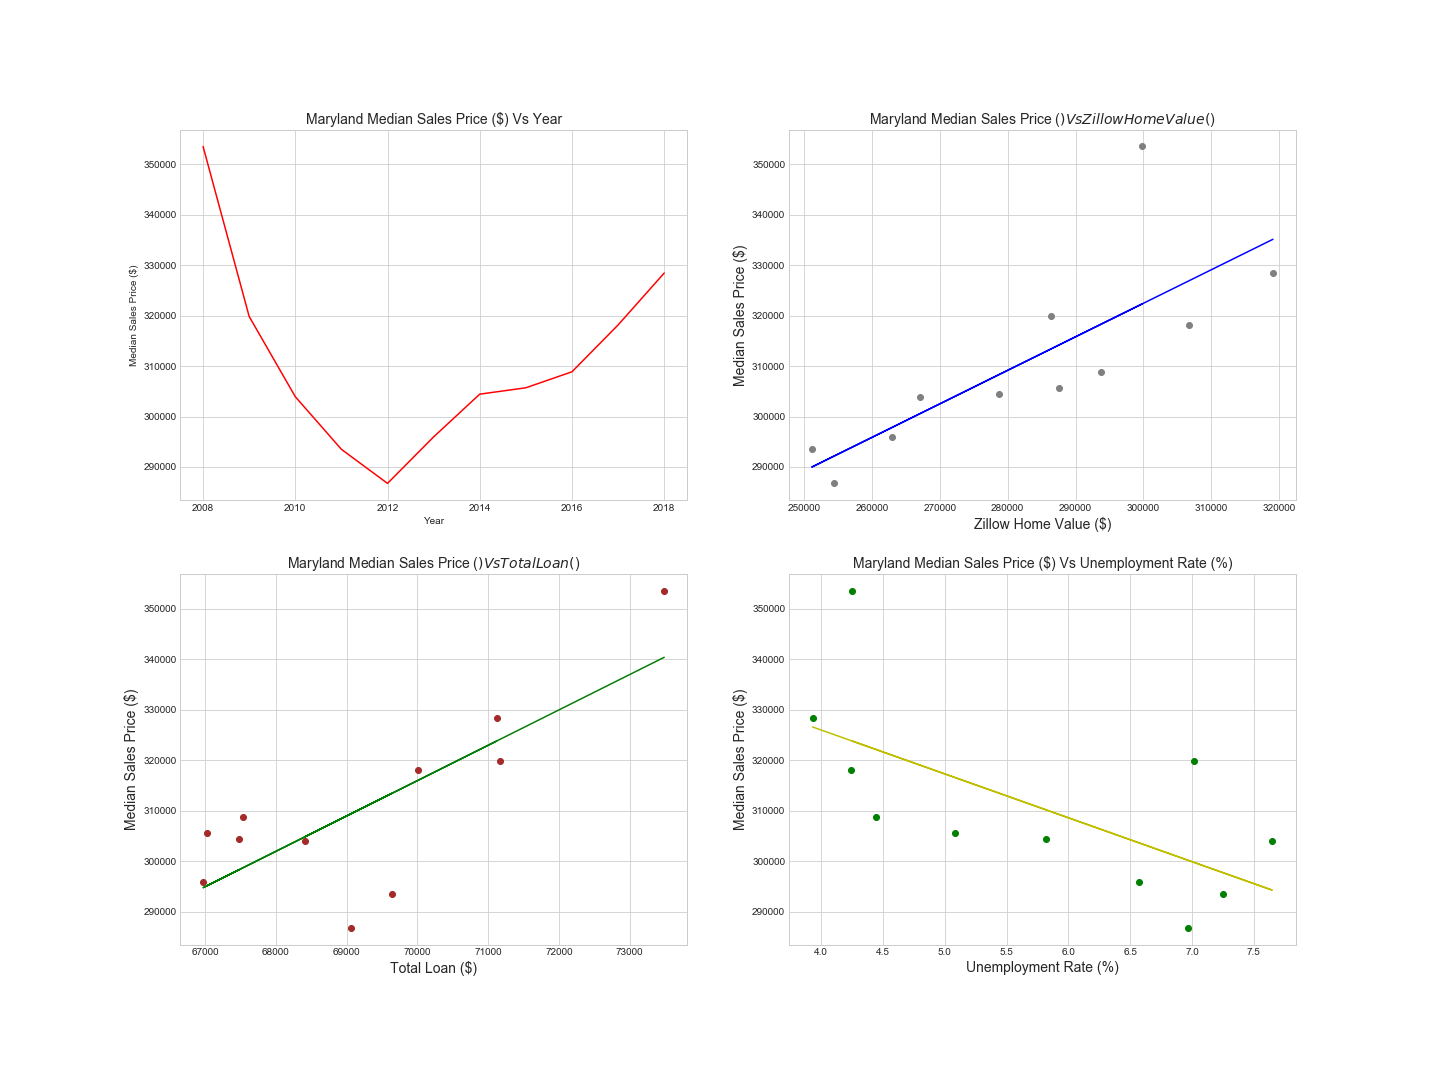 Maryland Median Sales Price ($) Vs Year
350000
340000
330000
320000
310000
300000
290000
Median Sales Price ($)
2008 2010 2012 2014 2016 2018
Year
Maryland Median Sales Price ()VsZillowHomeValue()
350000
340000
330000
320000
310000
300000
290000
Median Sales Price ($)
250000 260000 270000 280000 290000 300000 310000 320000
Zillow Home Value ($)
Maryland Median Sales Price ()VsTotalLoan()
350000
340000
330000
320000
310000
300000
290000
Median Sales Price ($)
67000 68000 69000 70000 71000 72000 73000
Total Loan ($)
Maryland Median Sales Price ($) Vs Unemployment Rate (%)
350000
340000
330000
320000
310000
300000
290000
Median Sales Price ($)
4.0 4.5 5.0 5.5 6.0 6.5 7.0 7.5
Unemployment Rate (%)